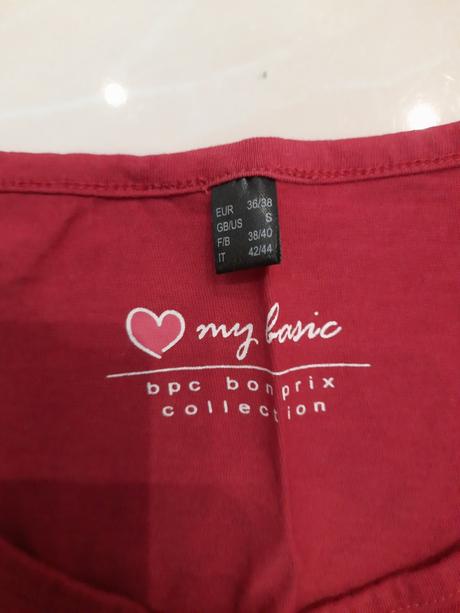 EUR 36/38
GB/US S
F/B 38/40
IT 42/44
my basic
bpc bonprix
collection